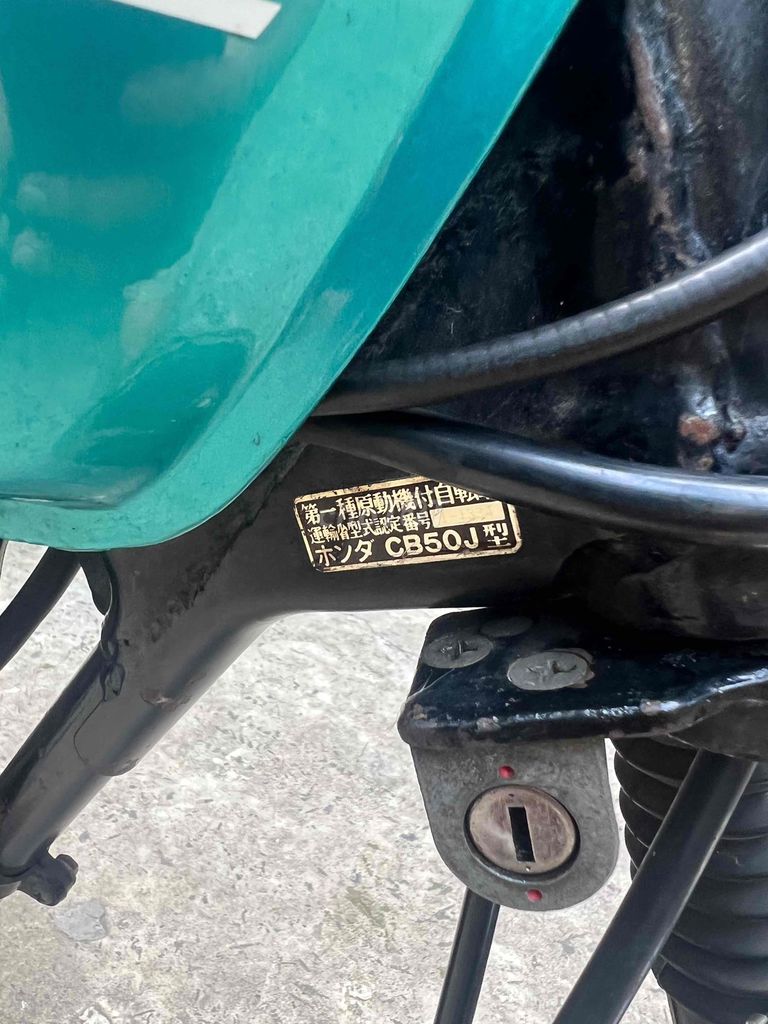 第一種原動機付自転
運輸省型式認定番号
ホンダ CB50J型